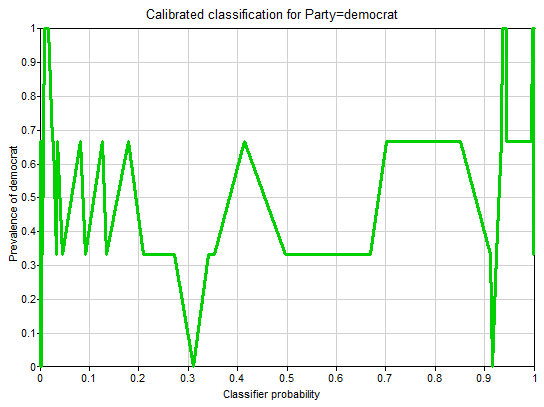 Calibrated classification for Party=democrat
Prevalence of democrat
1
0.9
0.8
0.7
0.6
0.5
0.4
0.3
0.2
0.1
0
0 0.1 0.2 0.3 0.4 0.5 0.6 0.7 0.8 0.9 1
Classifier probability